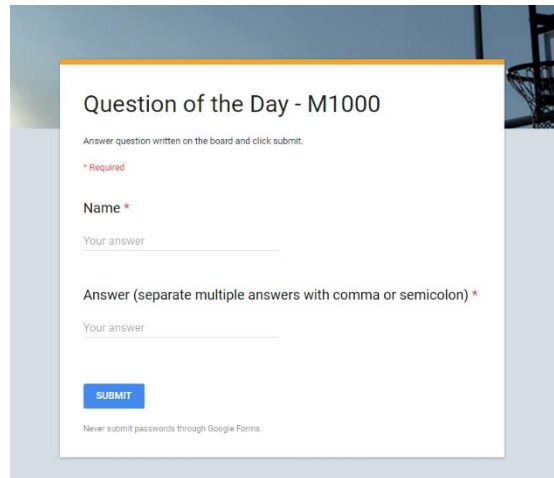 Question of the Day - M1000
Answer question written on the board and click submit.
* Required
Name *
Your answer
Answer (separate multiple answers with comma or semicolon) *
Your answer
SUBMIT
Never submit passwords through Google Forms.